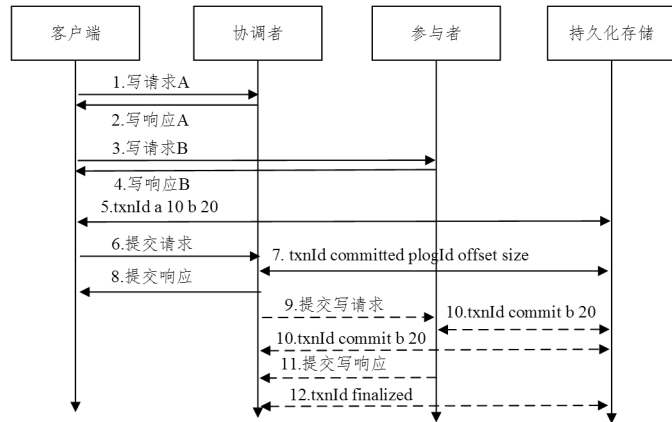 客户端
协调者
参与者
持久化存储
1.写请求A
2.写响应A
3.写请求B
4.写响应B
5.txnId a 10 b 20
6.提交请求
7. txnId committed plogId offset size
8.提交响应
9.提交写请求
10.txnId commit b 20
10.txnId commit b 20
11.提交写响应
12.txnId finalized